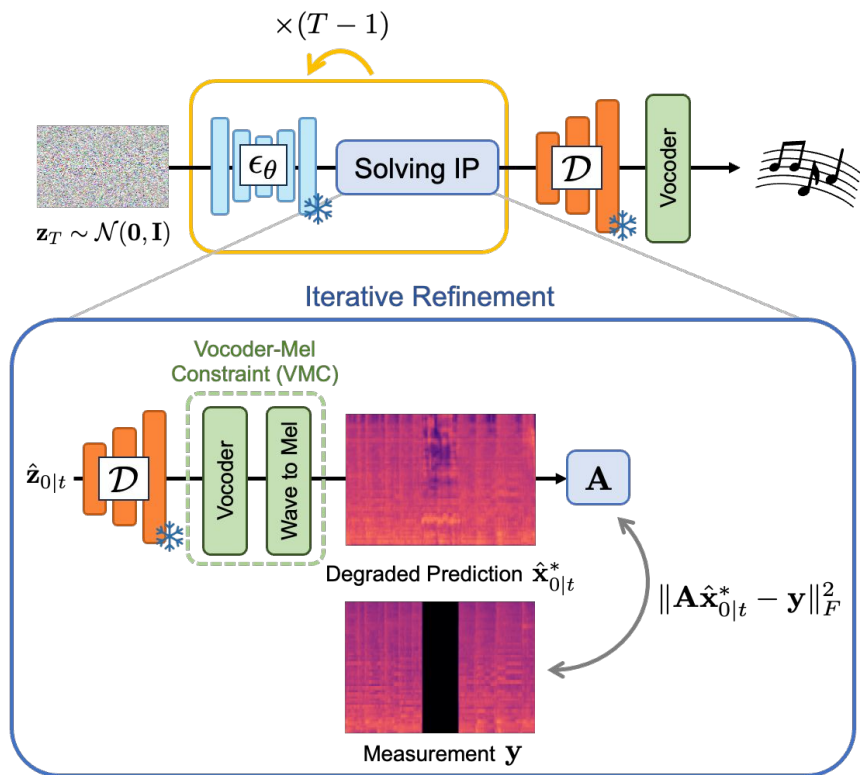 ×(T − 1)
ϵ_θ
Solving IP
𝒟
Vocoder
z_T ∼ 𝒩(0, I)
Iterative Refinement
Vocoder-Mel
Constraint (VMC)
ẑ_{0|t}
𝒟
Vocoder
Wave to Mel
A
Degraded Prediction x̂*_{0|t}
‖Ax̂*_{0|t} − y‖²_F
Measurement y